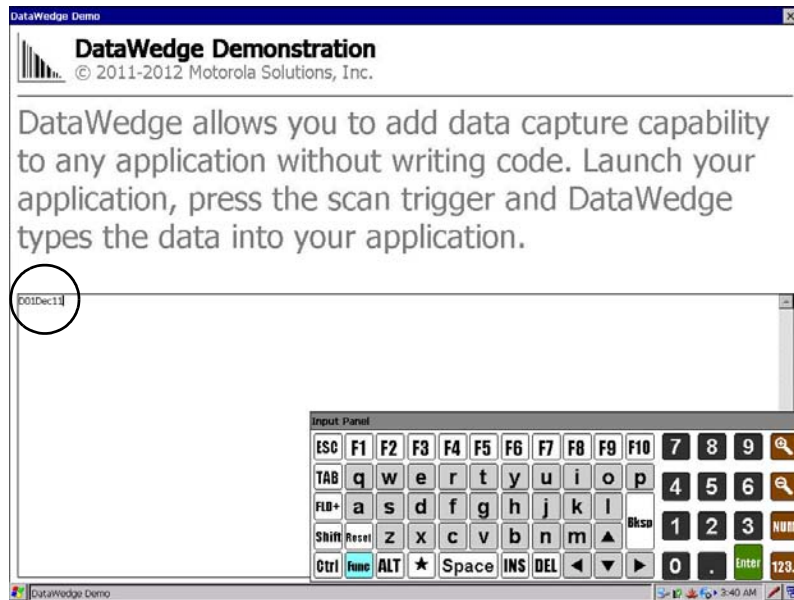 DataWedge Demo
DataWedge Demonstration
© 2011-2012 Motorola Solutions, Inc.
DataWedge allows you to add data capture capability
to any application without writing code. Launch your
application, press the scan trigger and DataWedge
types the data into your application.
D01Dec11
Input Panel
ESC F1 F2 F3 F4 F5 F6 F7 F8 F9 F10 7 8 9
TAB q w e r t y u i o p 4 5 6
FLD+ a s d f g h j k l Bksp
Shift Reset z x c v b n m 1 2 3 NUM
Ctrl Func ALT Space INS DEL 0 . Enter 123.
DataWedge Demo 3:40 AM